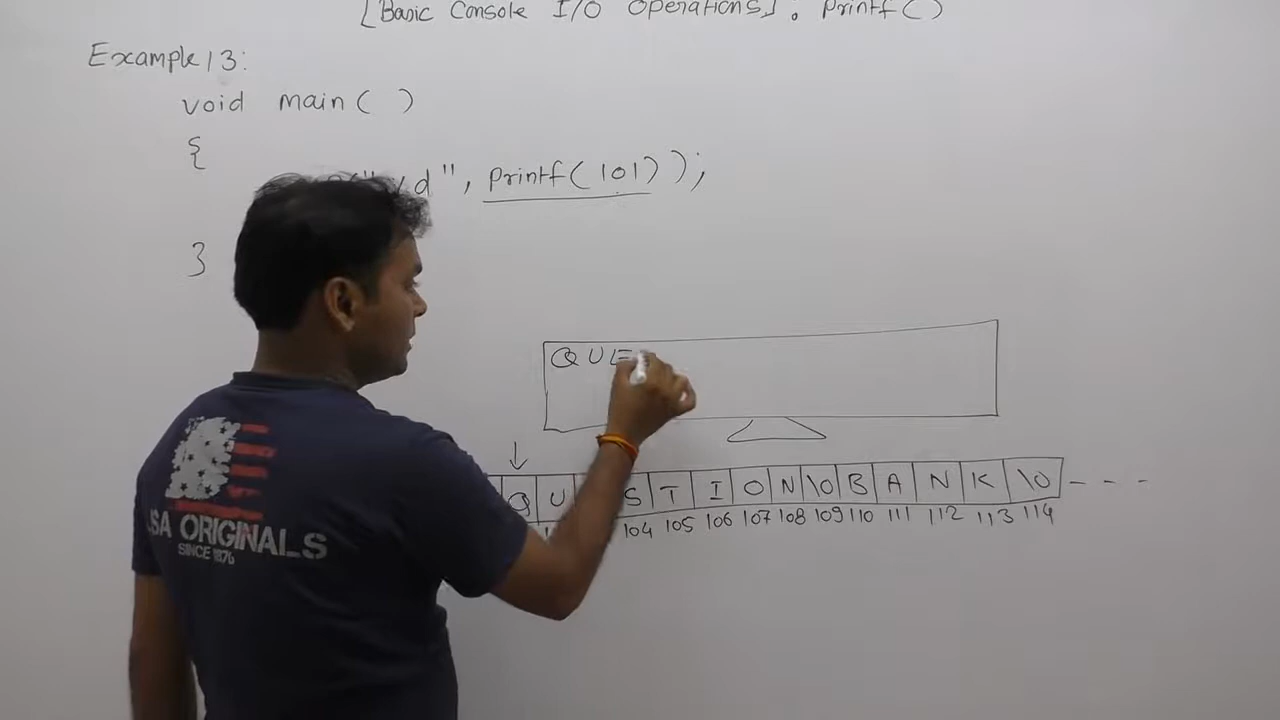 [Basic Console I/O Operations] : Printf( )
Example 13:
void main( )
{
d", Printf( 101) );
}
QUE
Q U S T I O N \0 B A N K \0 - - -
104 105 106 107 108 109 110 111 112 113 114
USA ORIGINALS
SINCE 1876